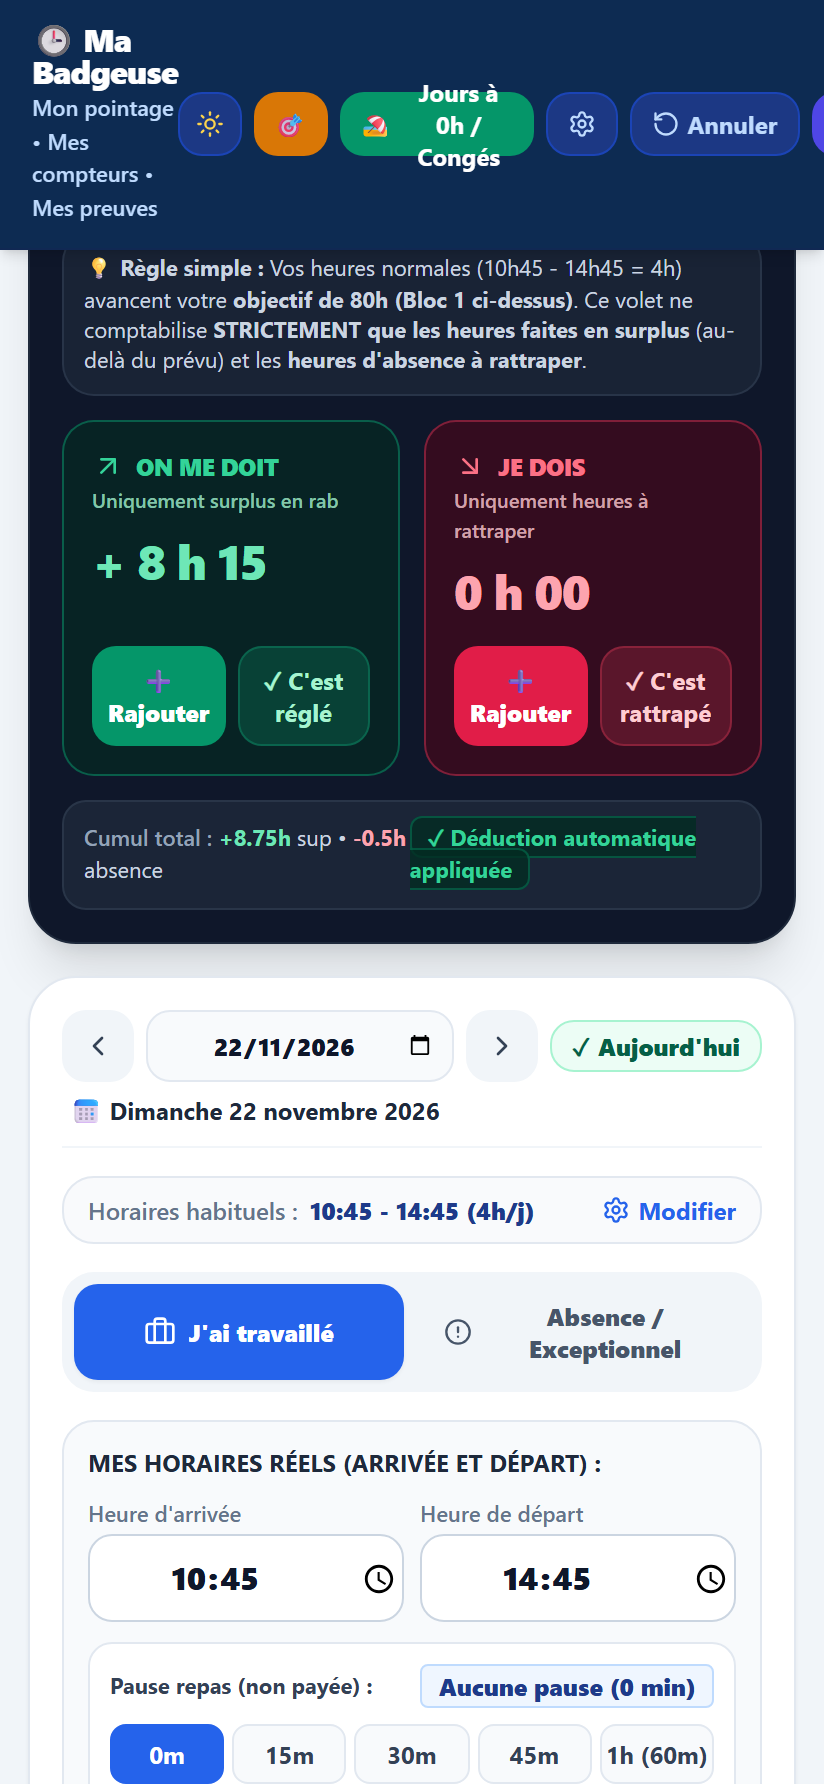 Ma
Badgeuse
Mon pointage
• Mes
compteurs •
Mes preuves
Jours à
0h /
Congés
Annuler
Règle simple : Vos heures normales (10h45 - 14h45 = 4h)
avancent votre objectif de 80h (Bloc 1 ci-dessus). Ce volet ne
comptabilise STRICTEMENT que les heures faites en surplus (au-
delà du prévu) et les heures d'absence à rattraper.
ON ME DOIT
Uniquement surplus en rab
+ 8 h 15
Rajouter
✓ C'est
réglé
JE DOIS
Uniquement heures à
rattraper
0 h 00
Rajouter
✓ C'est
rattrapé
Cumul total : +8.75h sup • -0.5h
absence
✓ Déduction automatique
appliquée
22/11/2026
✓ Aujourd'hui
Dimanche 22 novembre 2026
Horaires habituels : 10:45 - 14:45 (4h/j)
Modifier
J'ai travaillé
Absence /
Exceptionnel
MES HORAIRES RÉELS (ARRIVÉE ET DÉPART) :
Heure d'arrivée
Heure de départ
10:45
14:45
Pause repas (non payée) :
Aucune pause (0 min)
0m
15m
30m
45m
1h (60m)